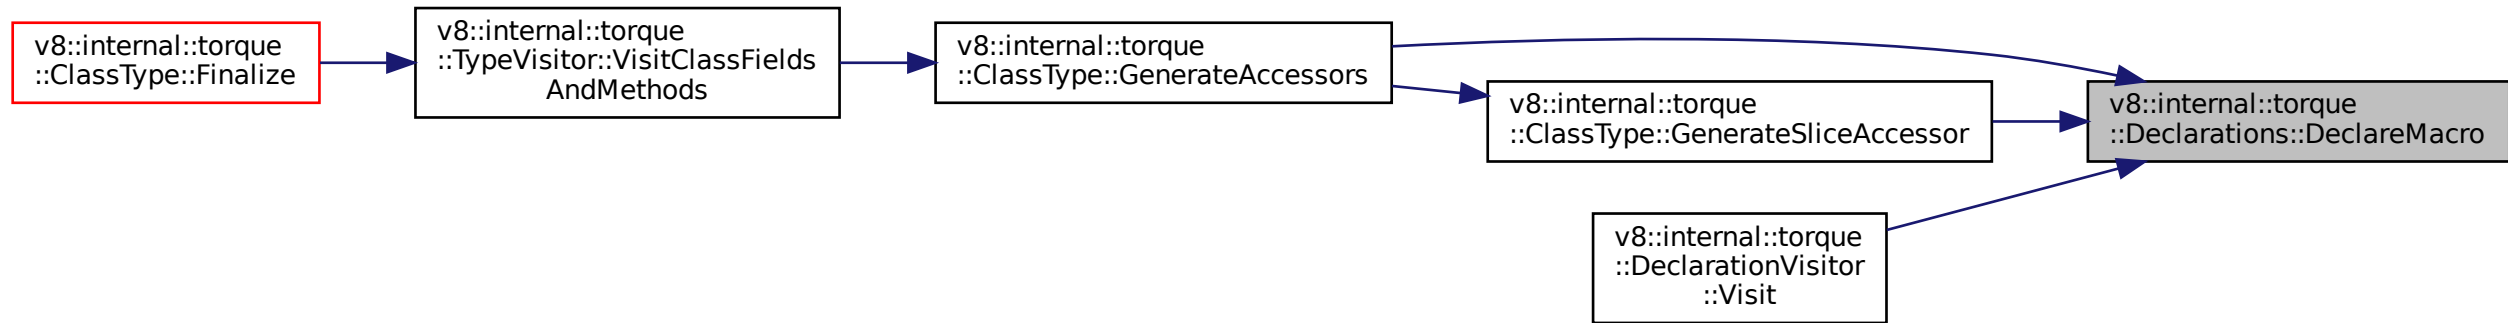 v8::internal::torque
::ClassType::Finalize
v8::internal::torque
::TypeVisitor::VisitClassFields
AndMethods
v8::internal::torque
::ClassType::GenerateAccessors
v8::internal::torque
::ClassType::GenerateSliceAccessor
v8::internal::torque
::DeclarationVisitor
::Visit
v8::internal::torque
::Declarations::DeclareMacro